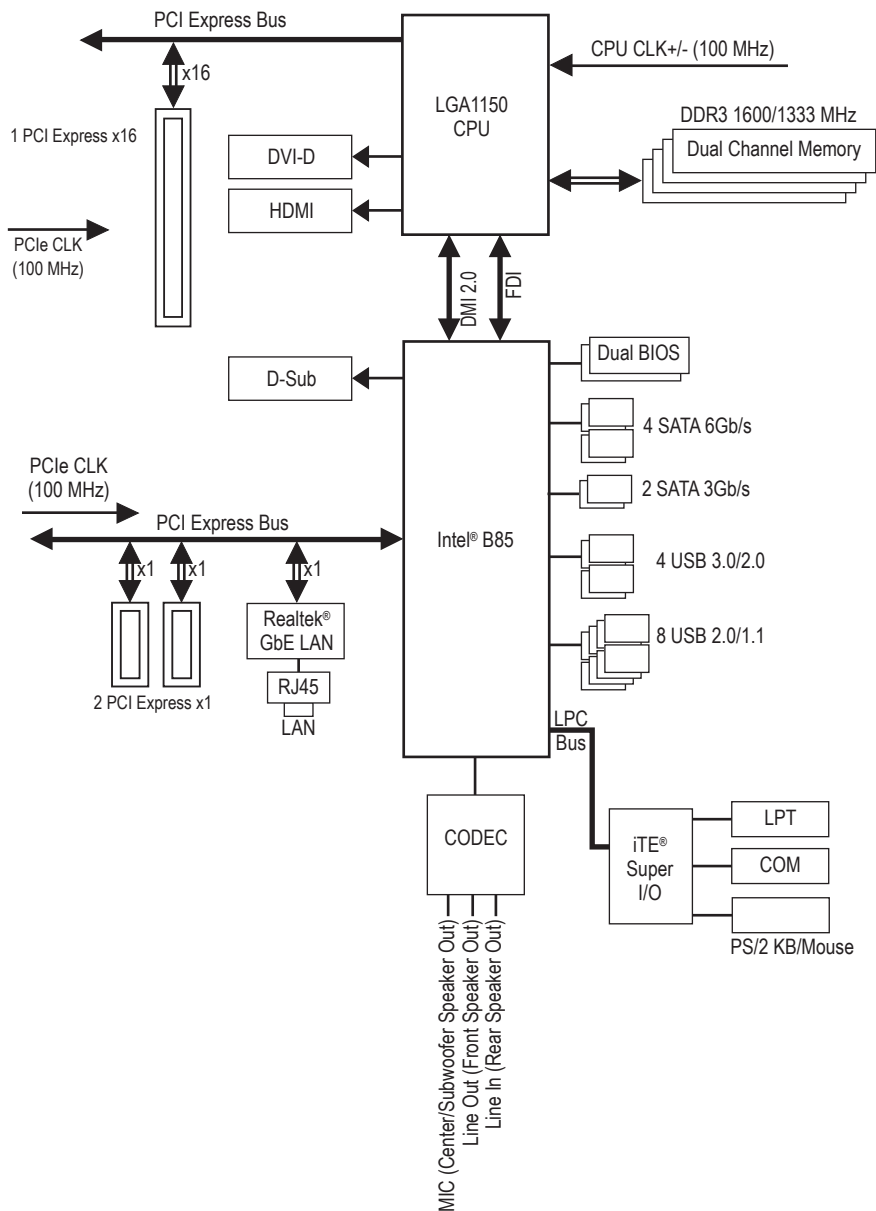 PCI Express Bus
x16
1 PCI Express x16
PCIe CLK
(100 MHz)
LGA1150
CPU
CPU CLK+/- (100 MHz)
DDR3 1600/1333 MHz
Dual Channel Memory
DVI-D
HDMI
DMI 2.0
FDI
D-Sub
Dual BIOS
4 SATA 6Gb/s
2 SATA 3Gb/s
4 USB 3.0/2.0
8 USB 2.0/1.1
Intel® B85
PCIe CLK
(100 MHz)
PCI Express Bus
x1
x1
x1
2 PCI Express x1
Realtek®
GbE LAN
RJ45
LAN
LPC
Bus
CODEC
iTE®
Super
I/O
LPT
COM
PS/2 KB/Mouse
MIC (Center/Subwoofer Speaker Out)
Line Out (Front Speaker Out)
Line In (Rear Speaker Out)